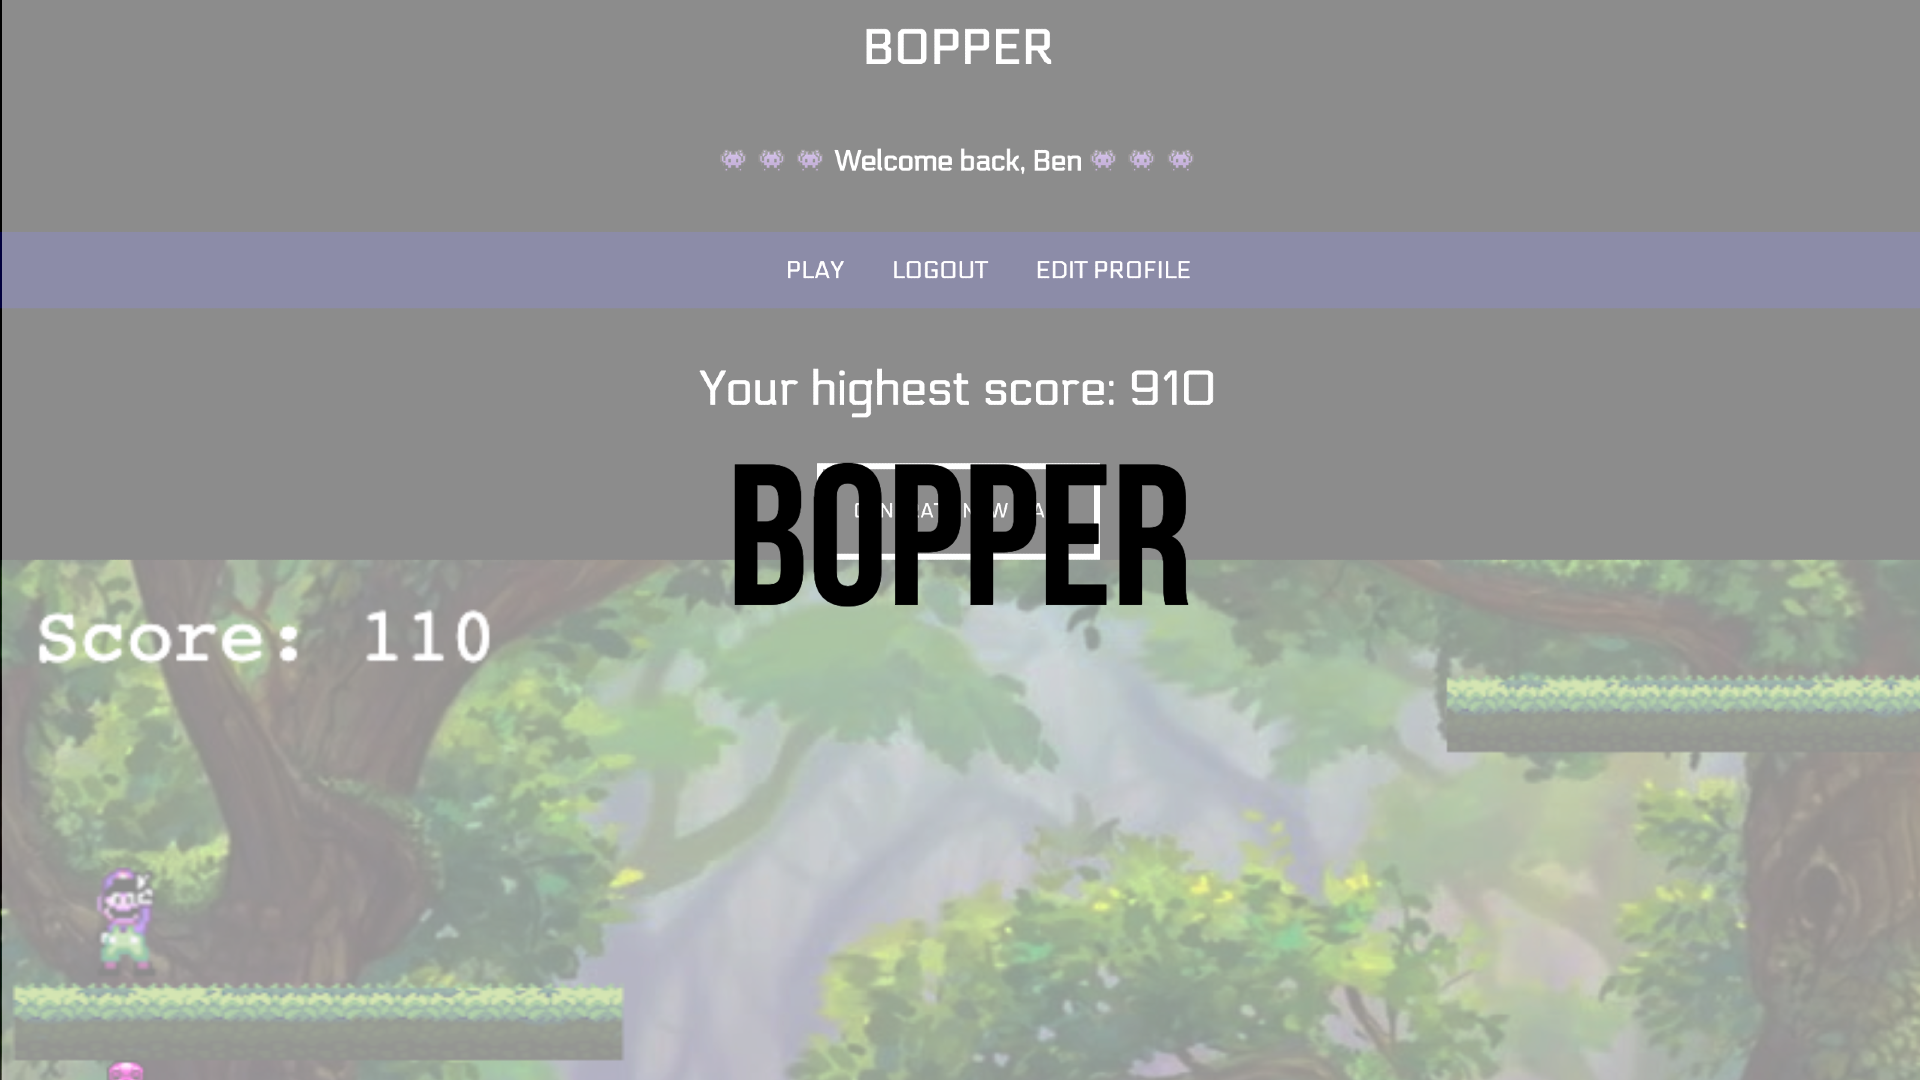 BOPPER
👾 👾 👾 Welcome back, Ben 👾 👾 👾
PLAY LOGOUT EDIT PROFILE
Your highest score: 910
BOPPER
Score: 110